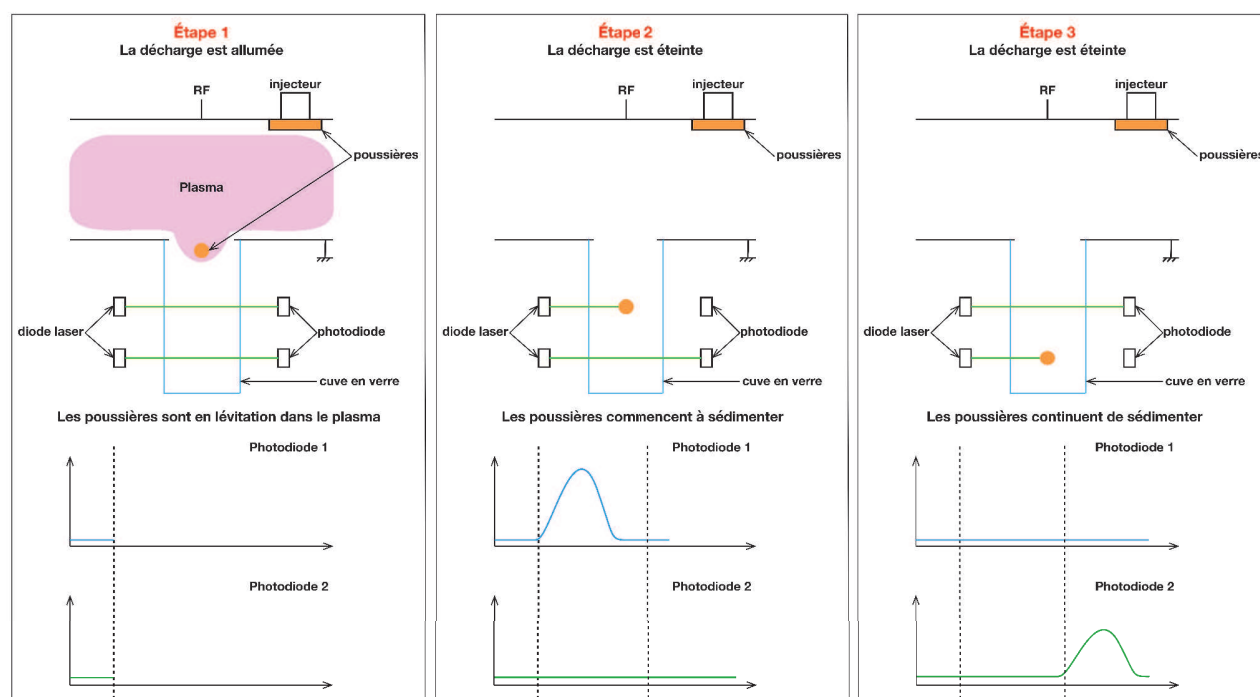 Étape 1
La décharge est allumée
RF
injecteur
poussières
Plasma
diode laser
photodiode
cuve en verre
Les poussières sont en lévitation dans le plasma
Photodiode 1
Photodiode 2
Étape 2
La décharge est éteinte
RF
injecteur
poussières
diode laser
photodiode
cuve en verre
Les poussières commencent à sédimenter
Photodiode 1
Photodiode 2
Étape 3
La décharge est éteinte
RF
injecteur
poussières
diode laser
photodiode
cuve en verre
Les poussières continuent de sédimenter
Photodiode 1
Photodiode 2